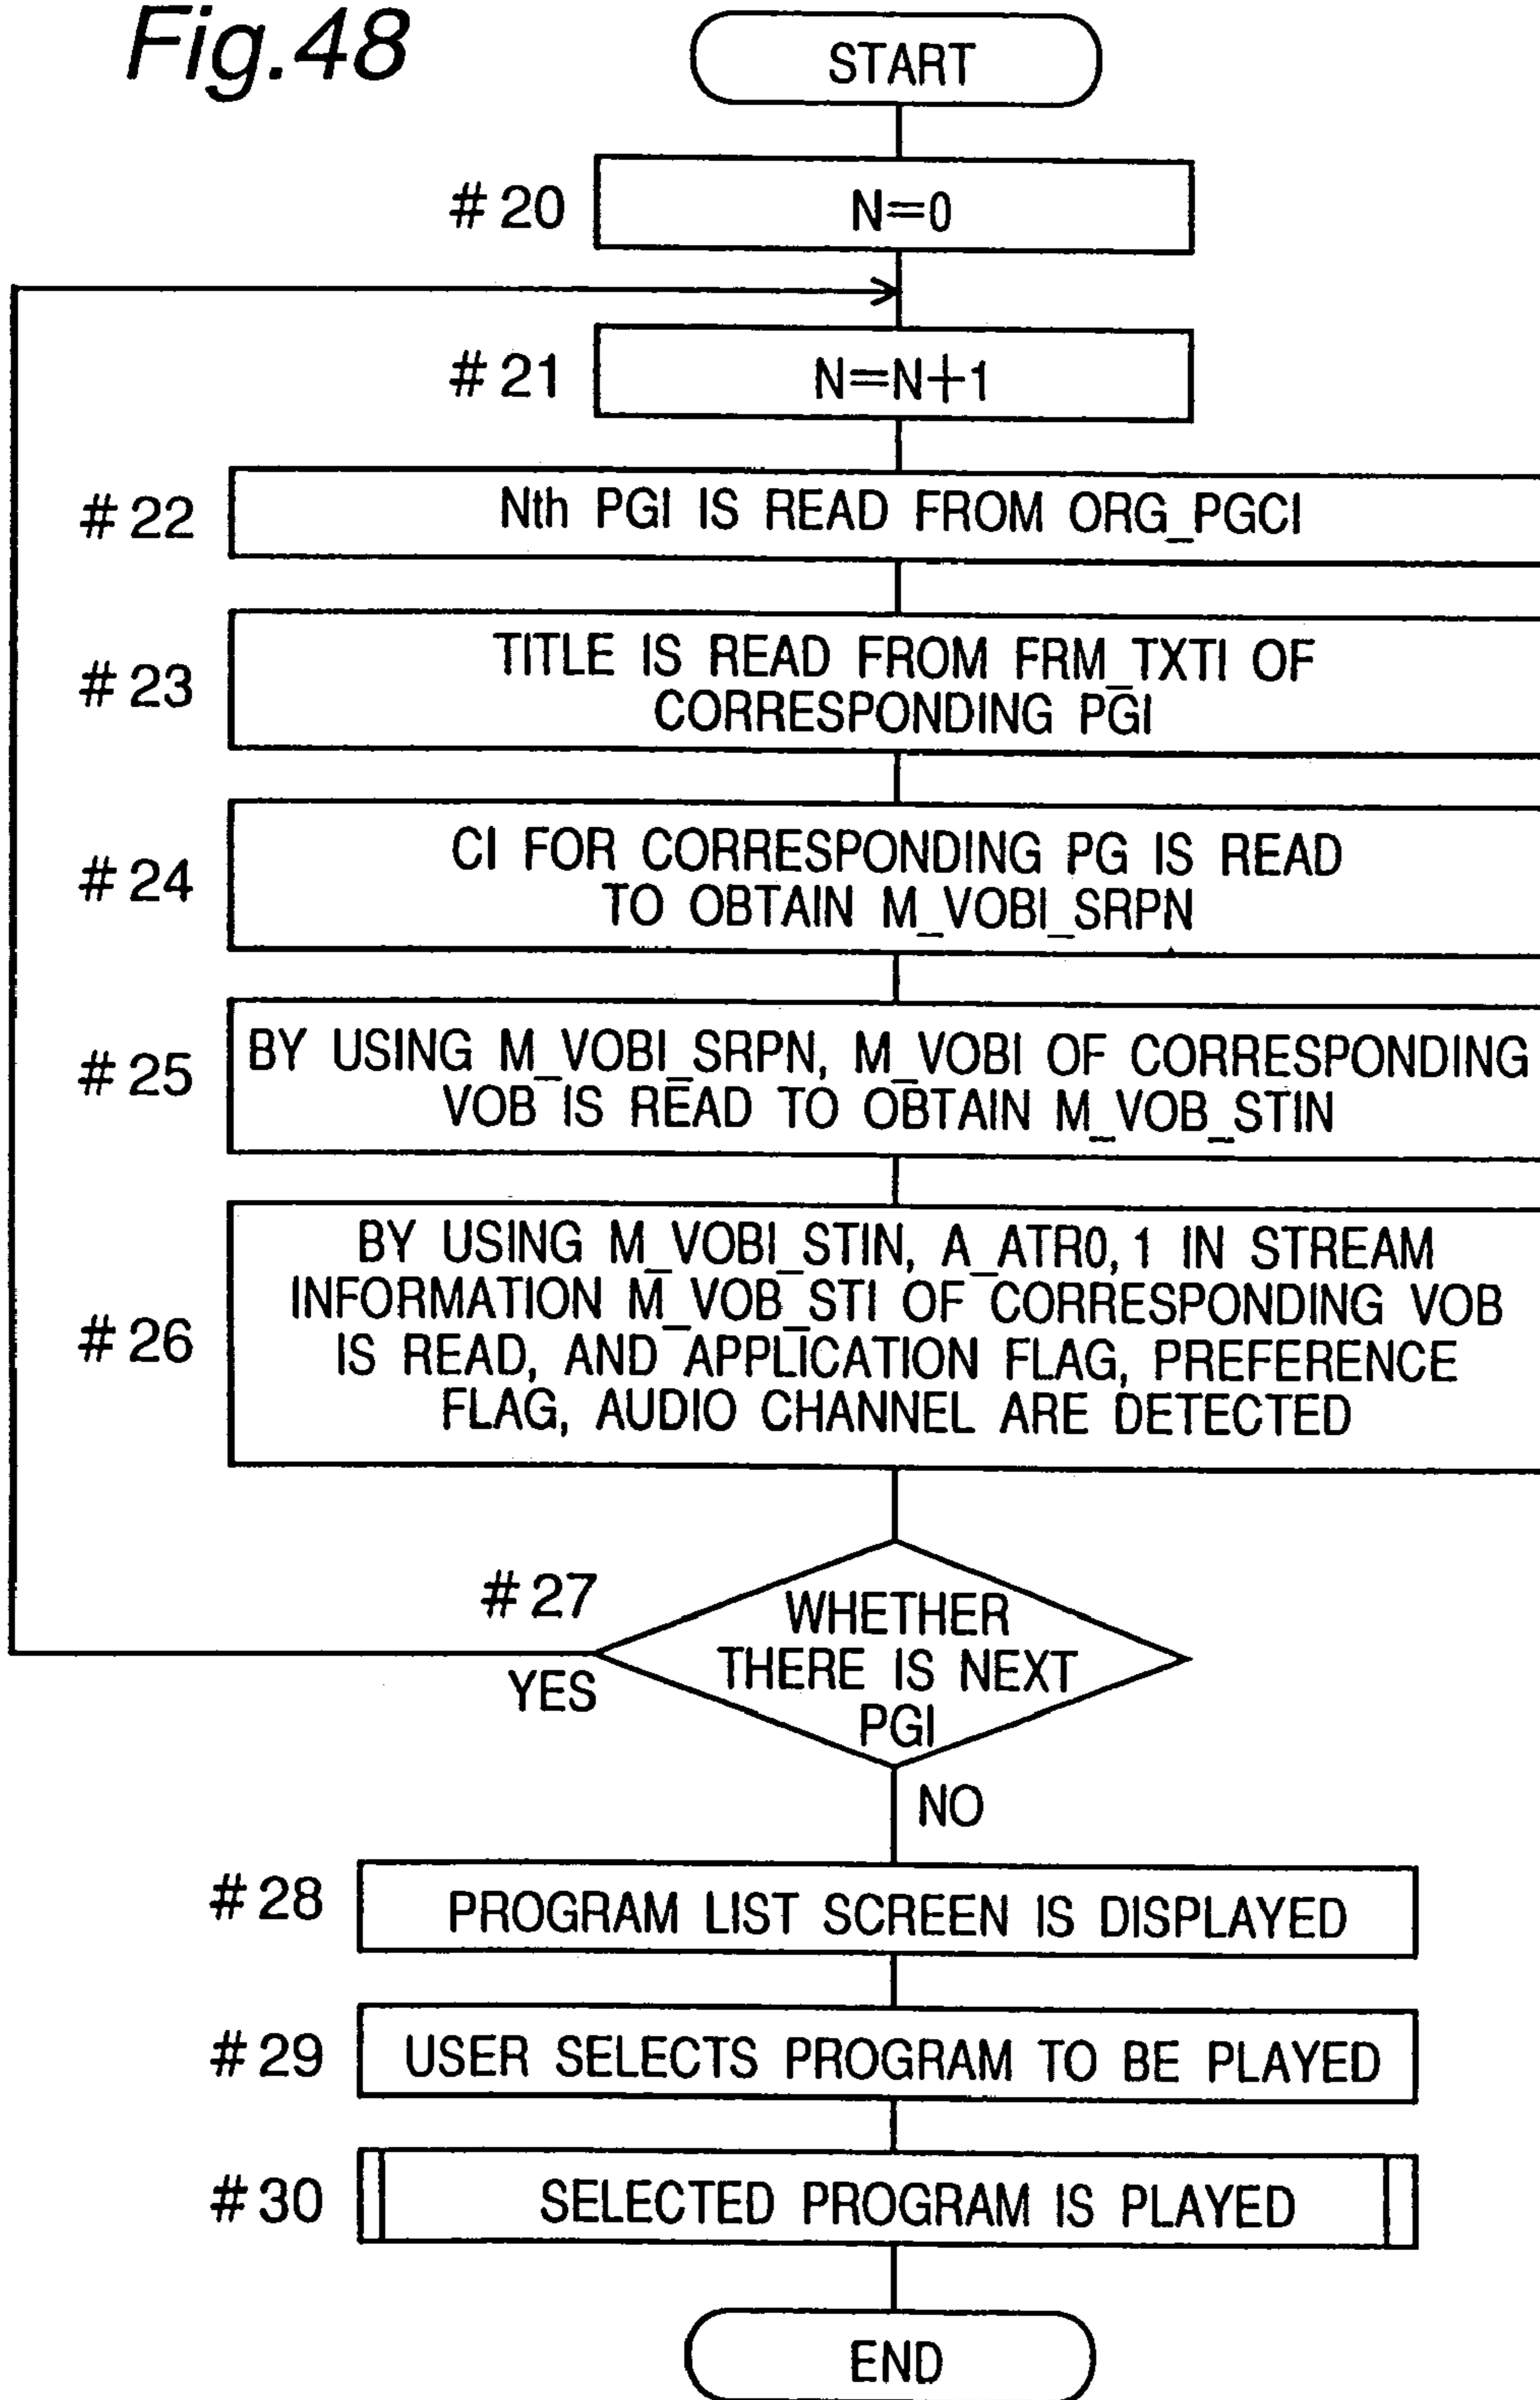 Fig.48
START
#20
N=0
#21
N=N+1
#22
Nth PGI IS READ FROM ORG_PGCI
#23
TITLE IS READ FROM FRM_TXTI OF
CORRESPONDING PGI
#24
CI FOR CORRESPONDING PG IS READ
TO OBTAIN M_VOBI_SRPN
#25
BY USING M_VOBI_SRPN, M_VOBI OF CORRESPONDING
VOB IS READ TO OBTAIN M_VOB_STIN
#26
BY USING M_VOBI_STIN, A_ATR0, 1 IN STREAM
INFORMATION M_VOB_STI OF CORRESPONDING VOB
IS READ, AND APPLICATION FLAG, PREFERENCE
FLAG, AUDIO CHANNEL ARE DETECTED
#27
WHETHER
THERE IS NEXT
PGI
YES
NO
#28
PROGRAM LIST SCREEN IS DISPLAYED
#29
USER SELECTS PROGRAM TO BE PLAYED
#30
SELECTED PROGRAM IS PLAYED
END